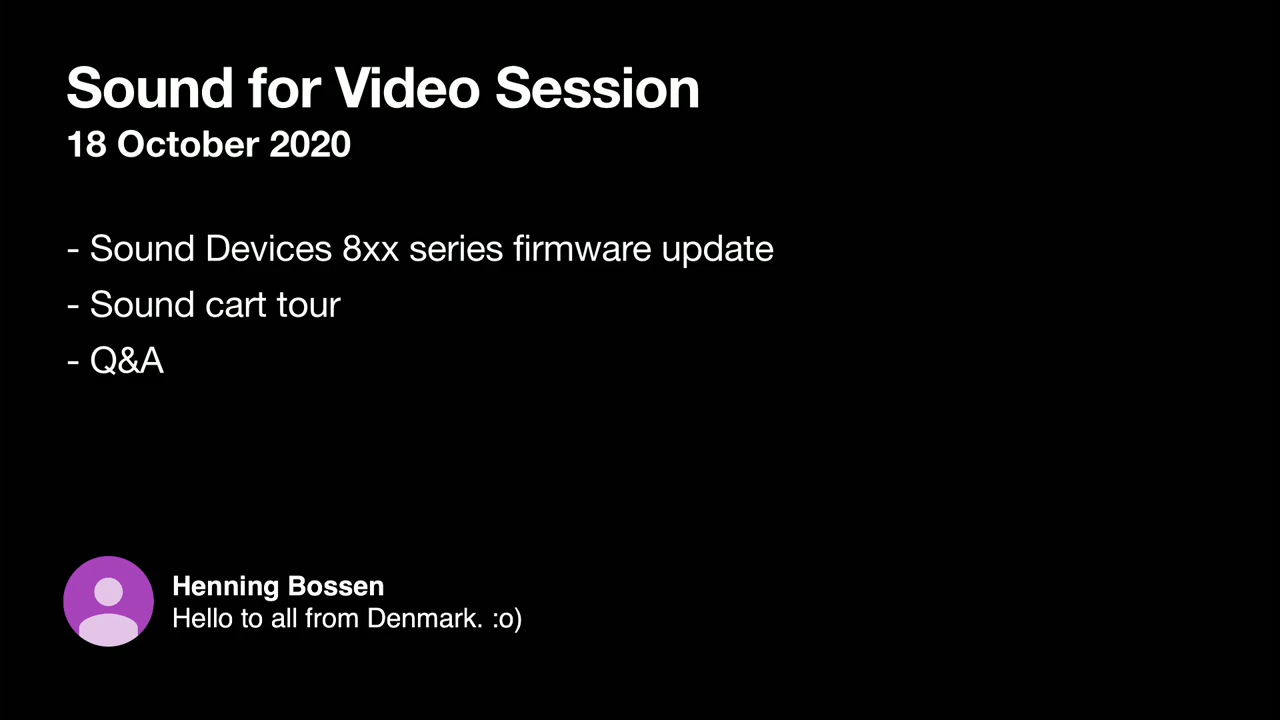 Sound for Video Session
18 October 2020
- Sound Devices 8xx series firmware update
- Sound cart tour
- Q&A
Henning Bossen
Hello to all from Denmark. :o)